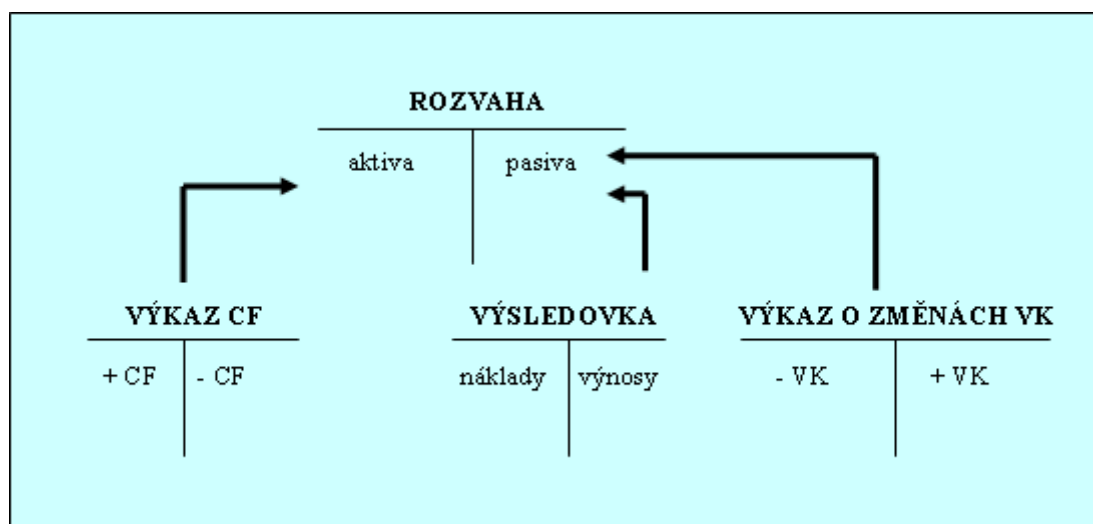 ROZVAHA
aktiva pasiva
VÝKAZ CF VÝSLEDOVKA VÝKAZ O ZMĚNÁCH VK
+ CF - CF náklady výnosy - VK + VK